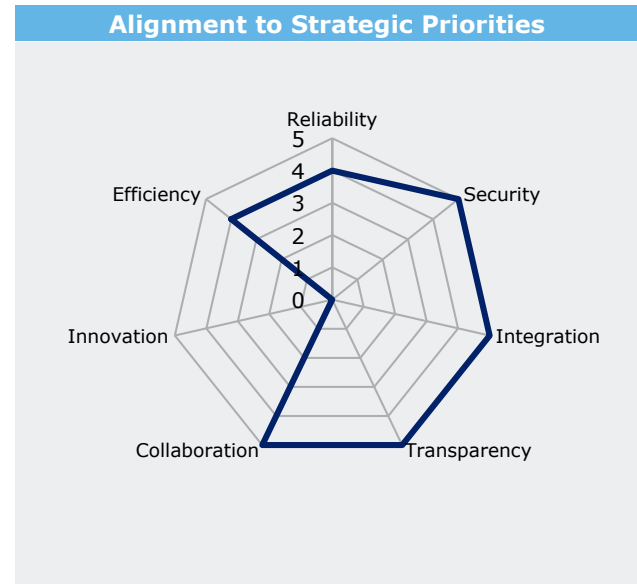 Alignment to Strategic Priorities
Reliability
5
4
3
2
1
0
Efficiency
Security
Innovation
Integration
Collaboration
Transparency